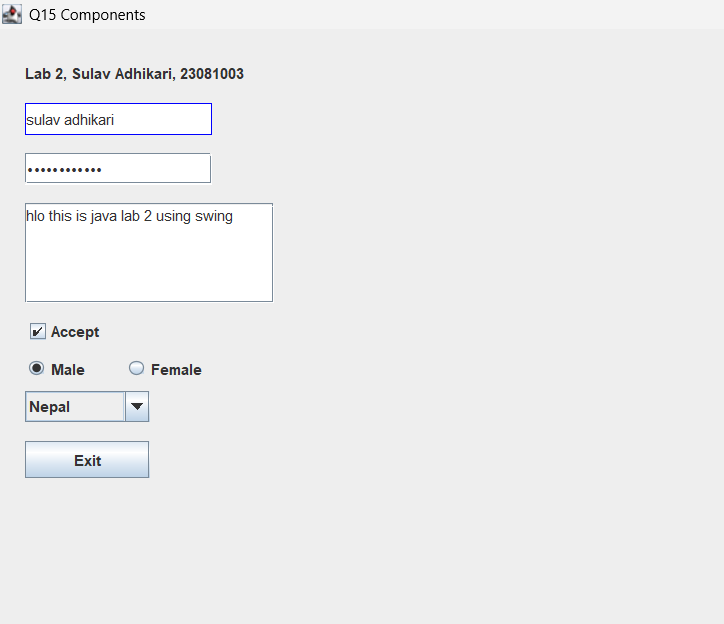 Q15 Components
Lab 2, Sulav Adhikari, 23081003
sulav adhikari
••••••••••••
hlo this is java lab 2 using swing
Accept
Male Female
Nepal
Exit